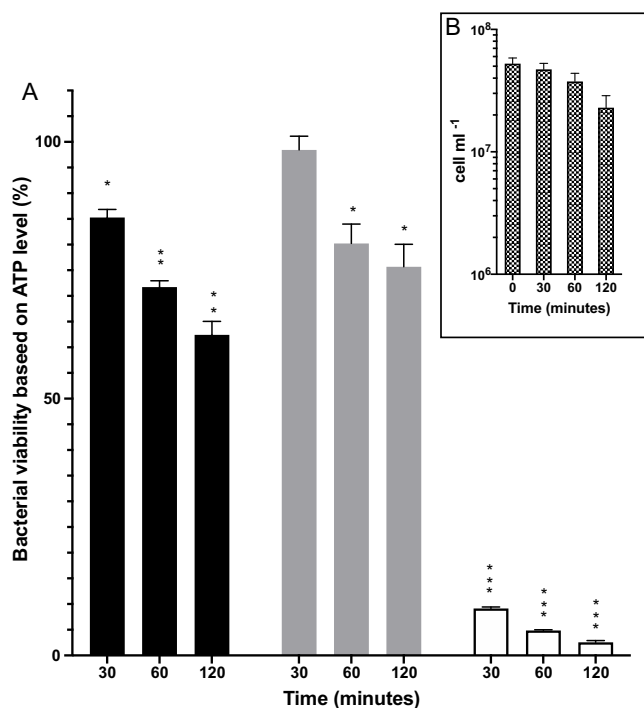 A
Bacterial viability baseed on ATP level (%)
100
50
0
*
**
**
*
*
***
***
***
30 60 120 30 60 120 30 60 120
Time (minutes)
B
cell ml -1
10⁸
10⁷
10⁶
0 30 60 120
Time (minutes)